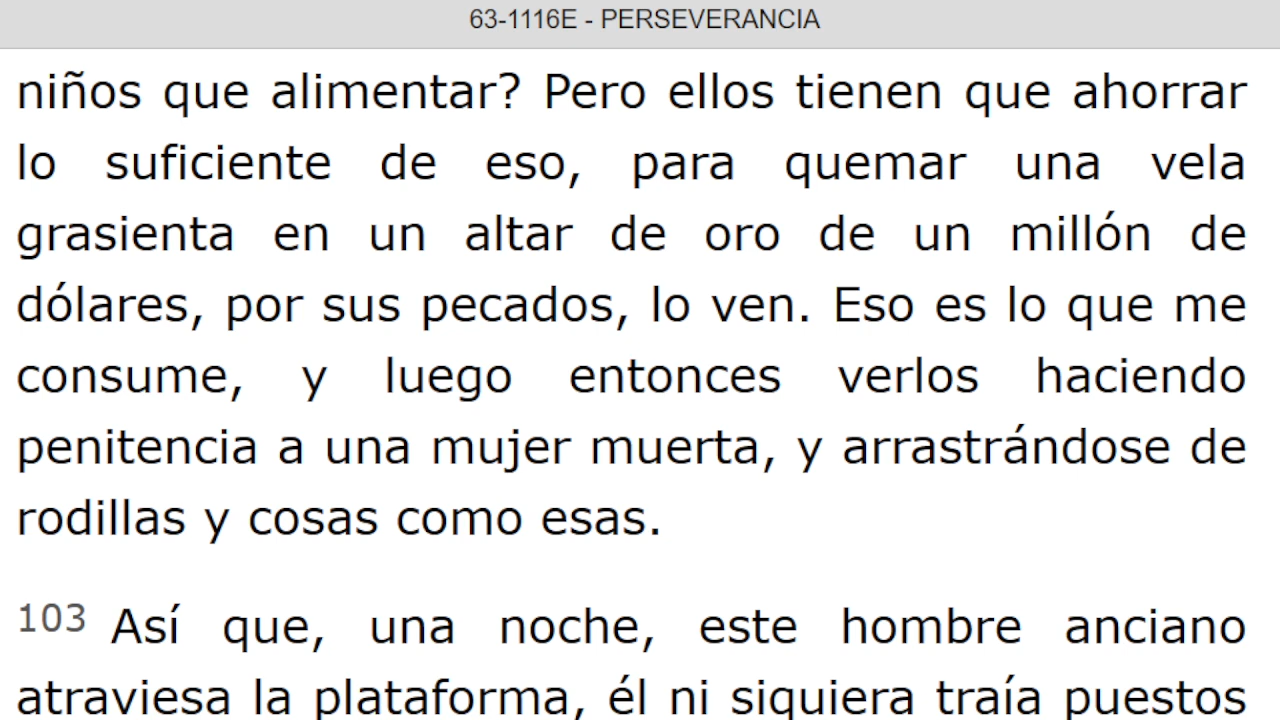 63-1116E - PERSEVERANCIA
niños que alimentar? Pero ellos tienen que ahorrar
lo suficiente de eso, para quemar una vela
grasienta en un altar de oro de un millón de
dólares, por sus pecados, lo ven. Eso es lo que me
consume, y luego entonces verlos haciendo
penitencia a una mujer muerta, y arrastrándose de
rodillas y cosas como esas.
103 Así que, una noche, este hombre anciano
atraviesa la plataforma, él ni siquiera traía puestos